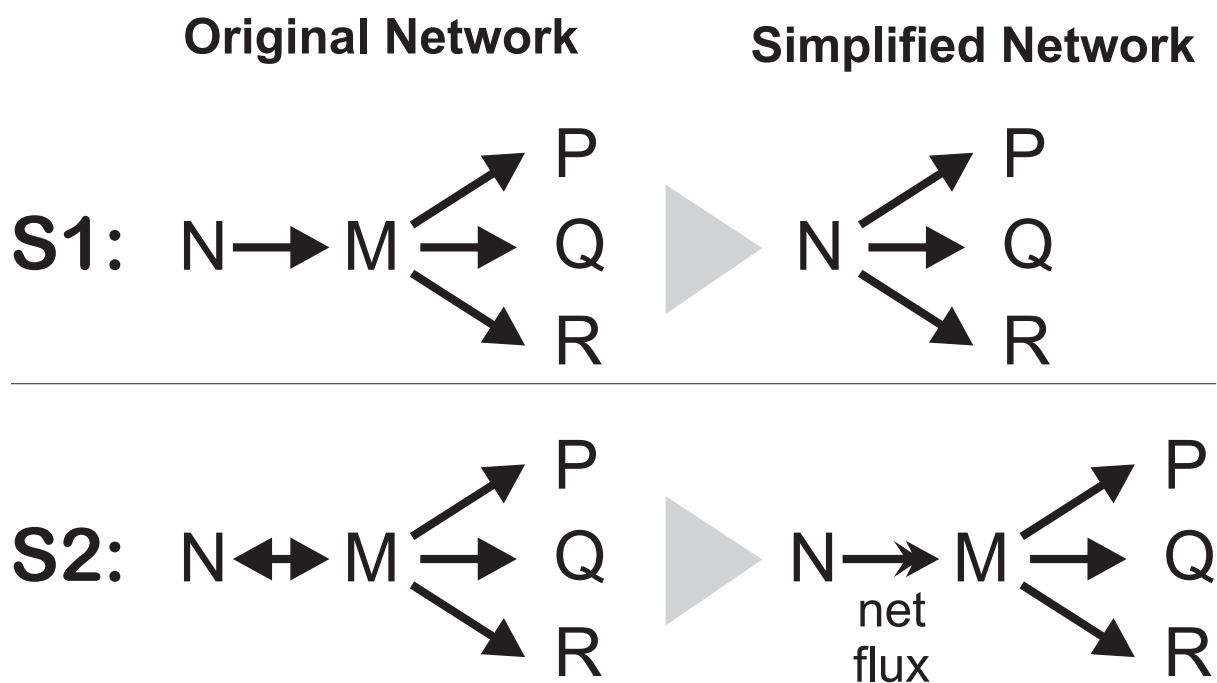 Original Network
Simplified Network
S1: N M P Q R N P Q R
S2: N M P Q R N net flux M P Q R